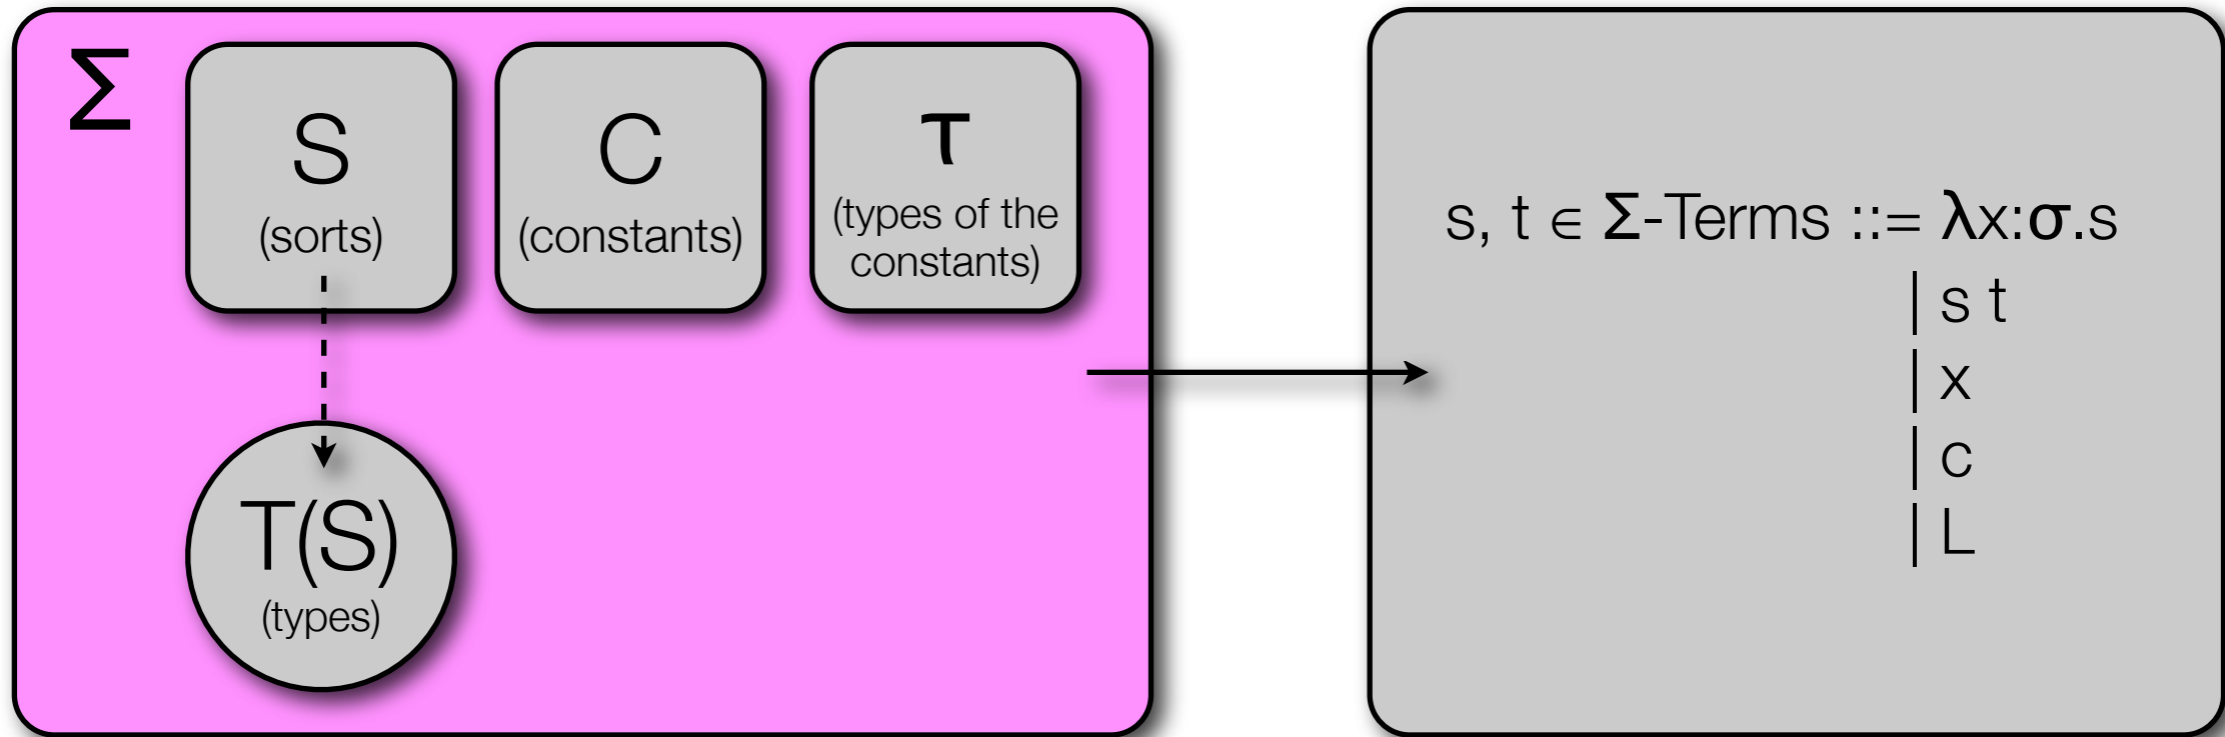 Σ
S
(sorts)
C
(constants)
τ
(types of the
constants)
T(S)
(types)
s, t ∈ Σ-Terms ::= λx:σ.s
| s t
| x
| c
| L